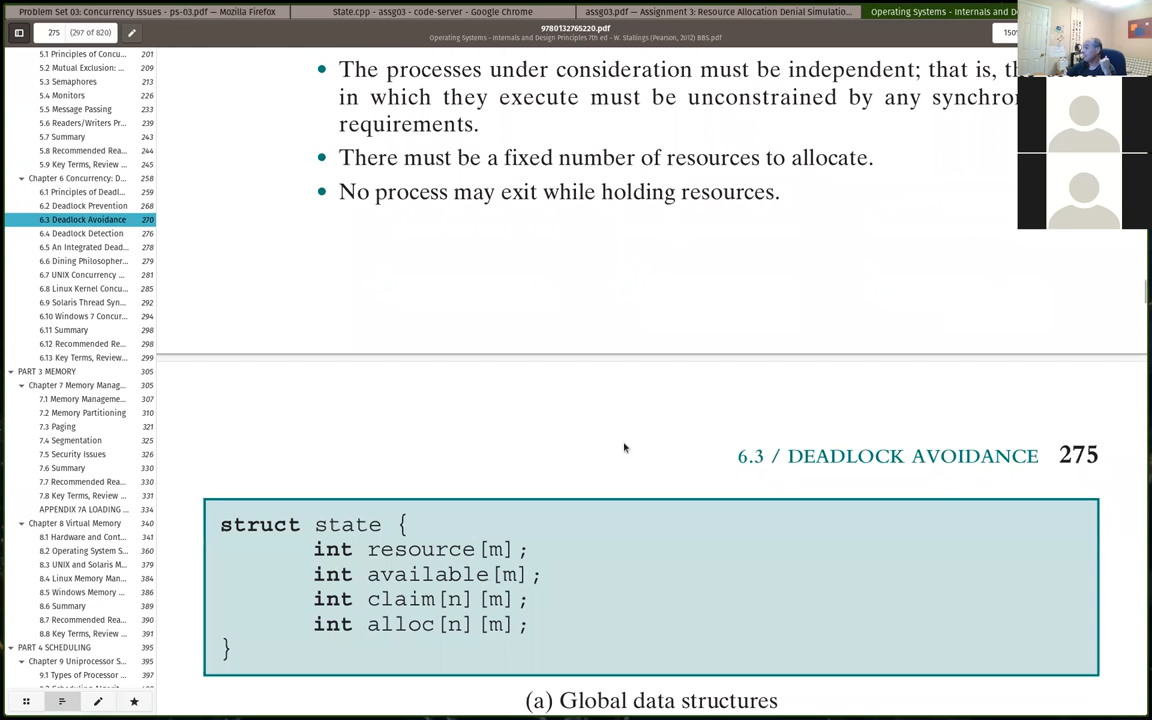 Problem Set 03: Concurrency Issues - ps-03.pdf — Mozilla Firefox
State.cpp - assg03 - code-server - Google Chrome
assg03.pdf — Assignment 3: Resource Allocation Denial Simulatio...
Operating Systems - Internals and D
275 (297 of 820)
9780132765220.pdf
Operating Systems - Internals and Design Principles 7th ed - W. Stallings (Pearson, 2012) BBS.pdf
150
5.1 Principles of Concu... 201
5.2 Mutual Exclusion: ... 209
5.3 Semaphores 213
5.4 Monitors 226
5.5 Message Passing 233
5.6 Readers/Writers Pr... 239
5.7 Summary 243
5.8 Recommended Rea... 244
5.9 Key Terms, Review ... 245
Chapter 6 Concurrency: D... 258
6.1 Principles of Deadl... 259
6.2 Deadlock Prevention 268
6.3 Deadlock Avoidance 270
6.4 Deadlock Detection 276
6.5 An Integrated Dead... 278
6.6 Dining Philosopher... 279
6.7 UNIX Concurrency ... 281
6.8 Linux Kernel Concu... 285
6.9 Solaris Thread Syn... 292
6.10 Windows 7 Concur... 294
6.11 Summary 298
6.12 Recommended Re... 298
6.13 Key Terms, Review... 299
PART 3 MEMORY 305
Chapter 7 Memory Manag... 305
7.1 Memory Manageme... 307
7.2 Memory Partitioning 310
7.3 Paging 321
7.4 Segmentation 325
7.5 Security Issues 326
7.6 Summary 330
7.7 Recommended Rea... 330
7.8 Key Terms, Review ... 331
APPENDIX 7A LOADING ... 334
Chapter 8 Virtual Memory 340
8.1 Hardware and Cont... 341
8.2 Operating System S... 360
8.3 UNIX and Solaris M... 379
8.4 Linux Memory Man... 384
8.5 Windows Memory ... 386
8.6 Summary 389
8.7 Recommended Rea... 390
8.8 Key Terms, Review ... 391
PART 4 SCHEDULING 395
Chapter 9 Uniprocessor S... 395
9.1 Types of Processor ... 397
• The processes under consideration must be independent; that is, th
in which they execute must be unconstrained by any synchro
requirements.
• There must be a fixed number of resources to allocate.
• No process may exit while holding resources.
6.3 / DEADLOCK AVOIDANCE 275
struct state {
int resource[m];
int available[m];
int claim[n][m];
int alloc[n][m];
}
(a) Global data structures